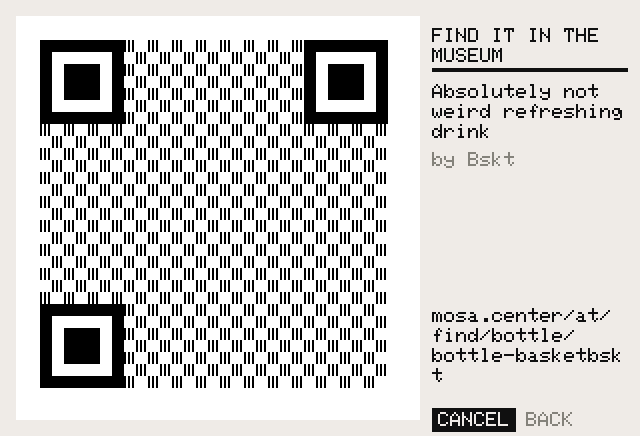 FIND IT IN THE
MUSEUM
Absolutely not
weird refreshing
drink
by Bskt
mosa.center/at/
find/bottle/
bottle-basketbsk
t
CANCEL BACK